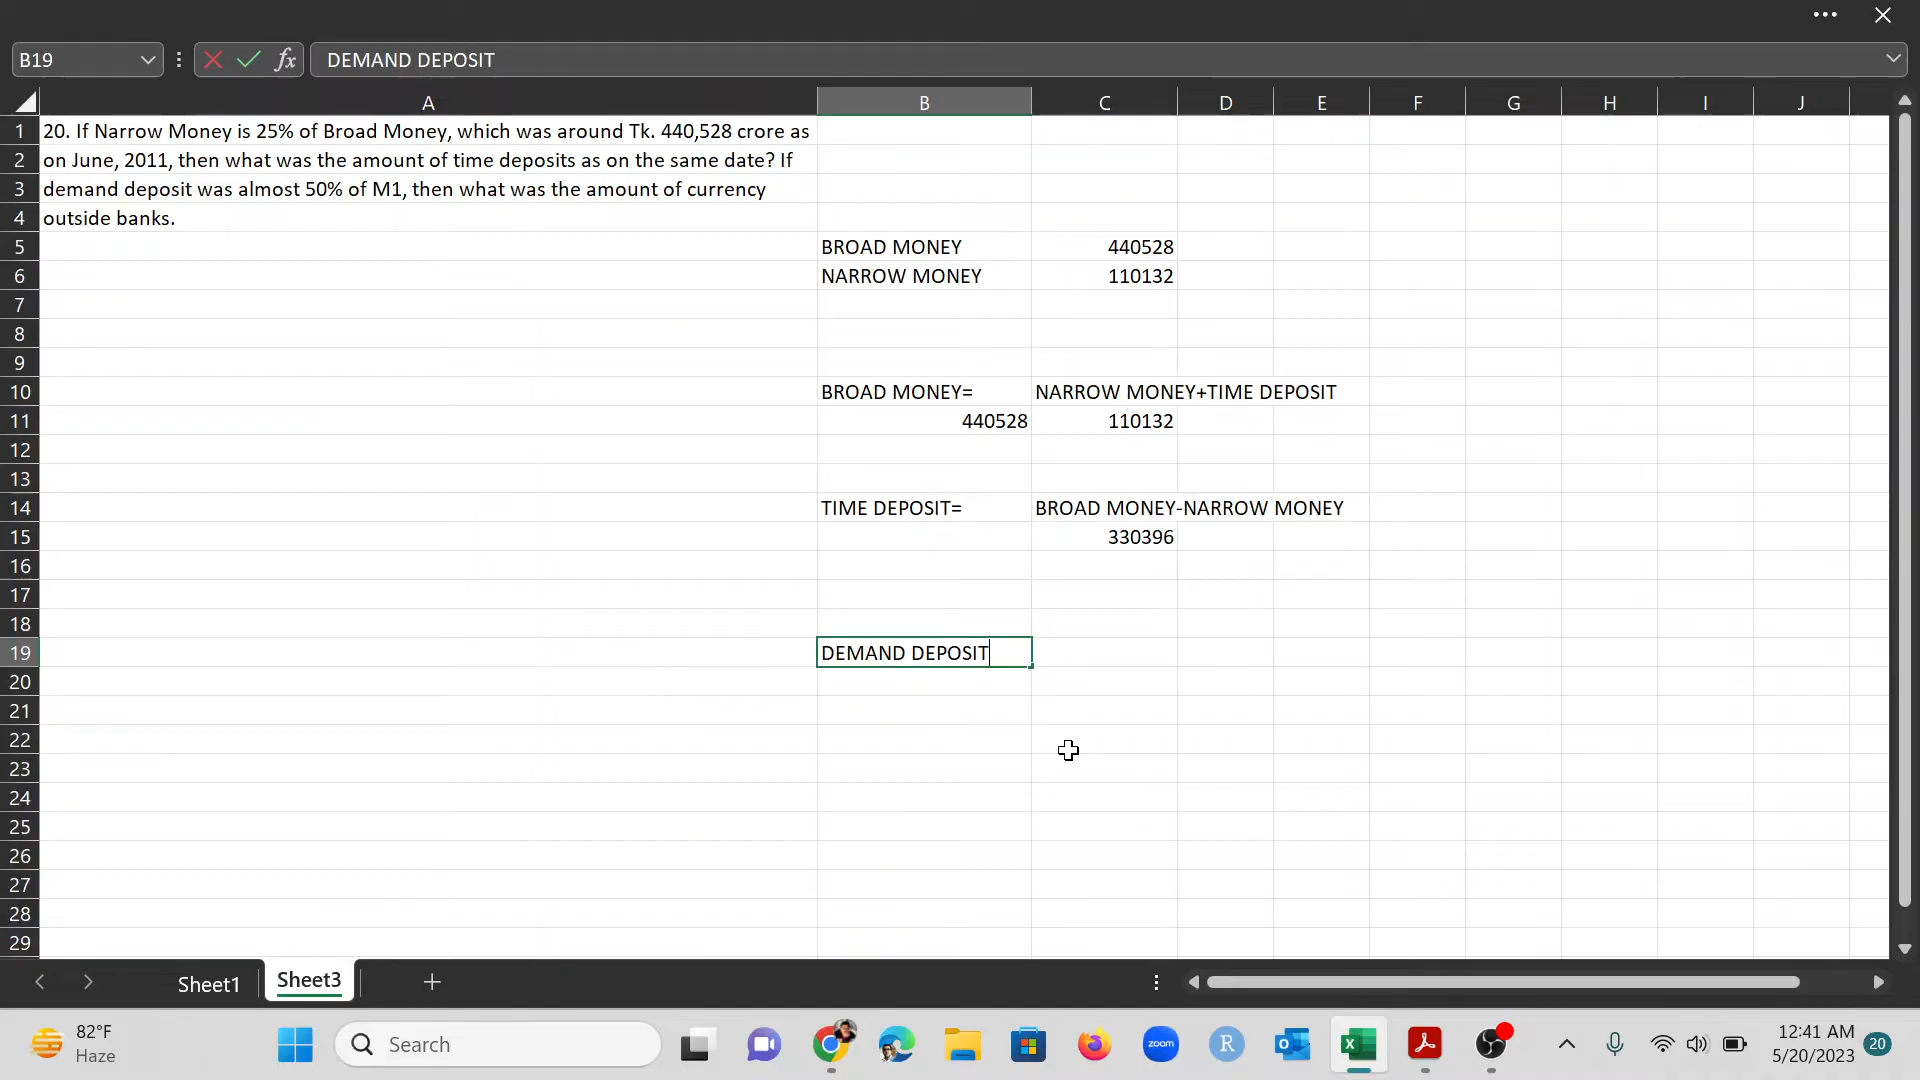 B19
fx
DEMAND DEPOSIT
A B C D E F G H I J
1 20. If Narrow Money is 25% of Broad Money, which was around Tk. 440,528 crore as
2 on June, 2011, then what was the amount of time deposits as on the same date? If
3 demand deposit was almost 50% of M1, then what was the amount of currency
4 outside banks.
5 BROAD MONEY 440528
6 NARROW MONEY 110132
7
8
9
10 BROAD MONEY= NARROW MONEY+TIME DEPOSIT
11 440528 110132
12
13
14 TIME DEPOSIT= BROAD MONEY-NARROW MONEY
15 330396
16
17
18
19 DEMAND DEPOSIT
20
21
22
23
24
25
26
27
28
29
Sheet1 Sheet3
82°F
Haze
Search
zoom
R
12:41 AM
5/20/2023
20